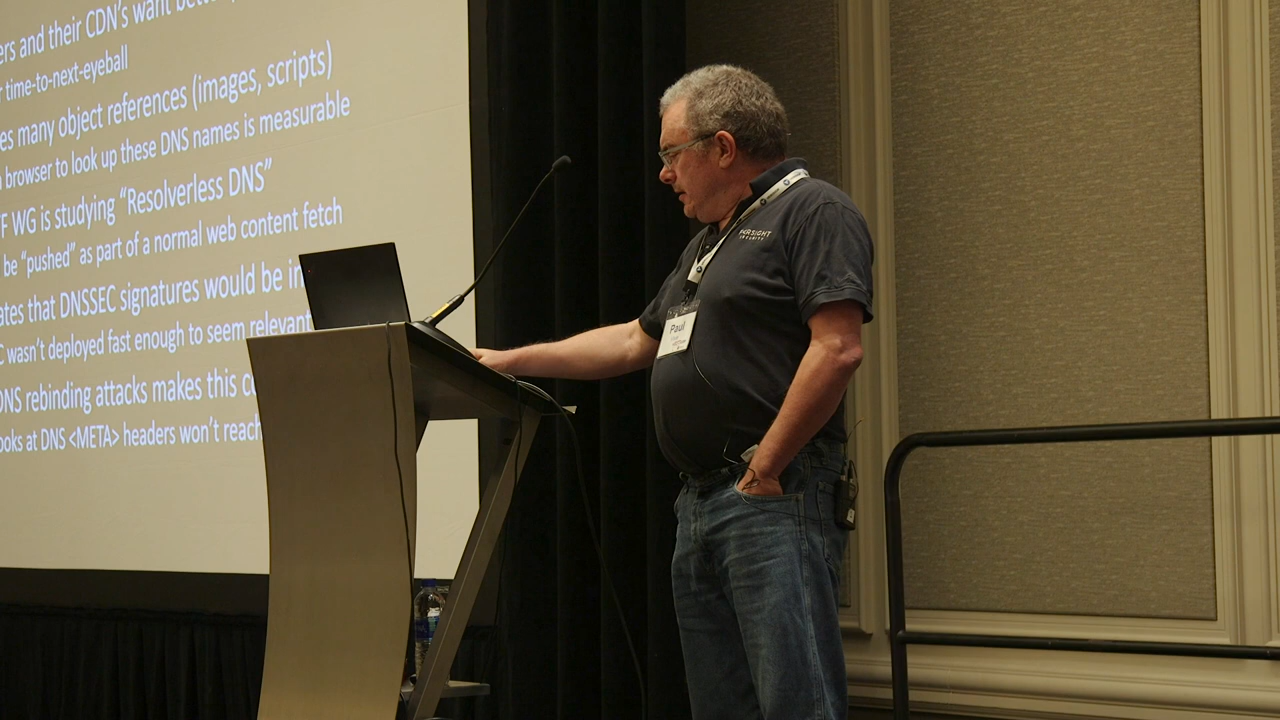 ers and their CDN's want bett
r time-to-next-eyeball
es many object references (images, scripts)
browser to look up these DNS names is measurable
F WG is studying "Resolverless DNS"
be "pushed" as part of a normal web content fetch
ates that DNSSEC signatures would be in
C wasn't deployed fast enough to seem relevant
DNS rebinding attacks makes this c
ooks at DNS <META> headers won't reach
FARSIGHT
SECURITY
Paul